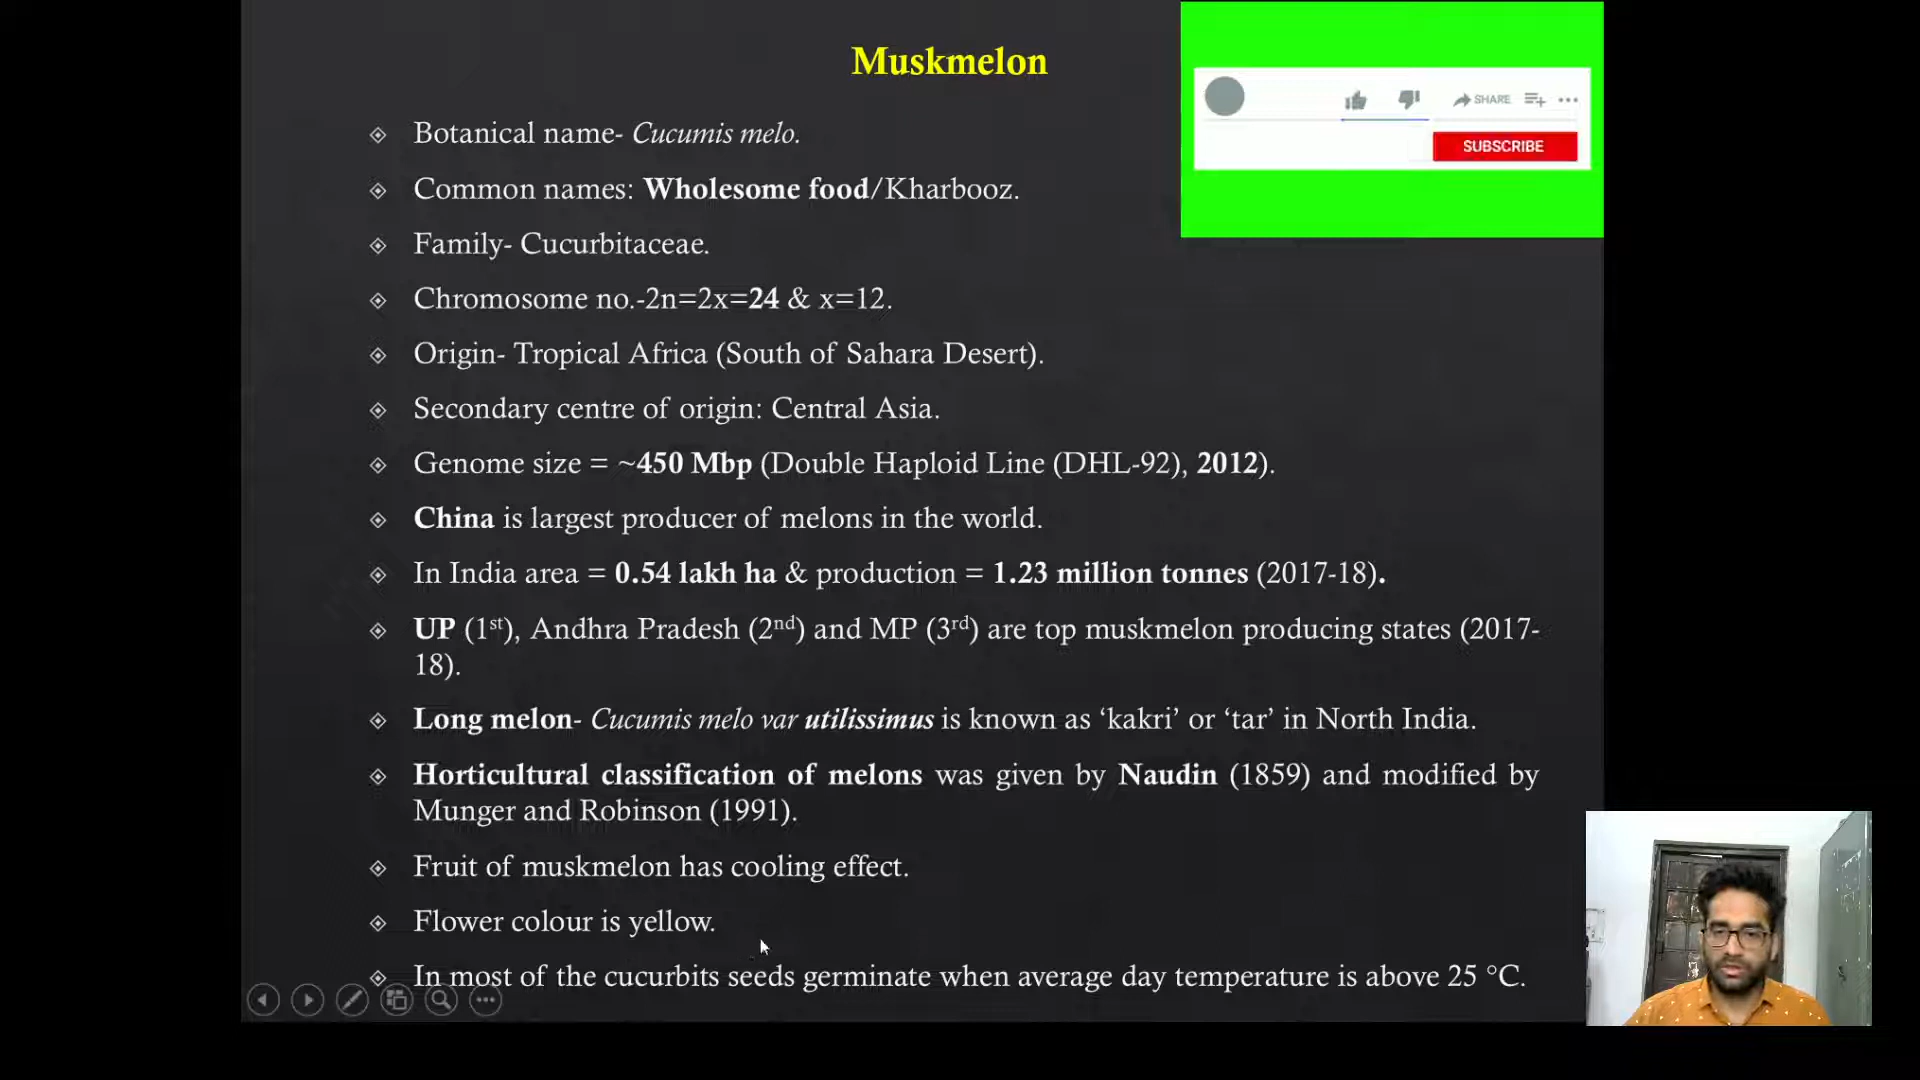 Muskmelon
SHARE
SUBSCRIBE
Botanical name- Cucumis melo.
Common names: Wholesome food/Kharbooz.
Family- Cucurbitaceae.
Chromosome no.-2n=2x=24 & x=12.
Origin- Tropical Africa (South of Sahara Desert).
Secondary centre of origin: Central Asia.
Genome size = ~450 Mbp (Double Haploid Line (DHL-92), 2012).
China is largest producer of melons in the world.
In India area = 0.54 lakh ha & production = 1.23 million tonnes (2017-18).
UP (1st), Andhra Pradesh (2nd) and MP (3rd) are top muskmelon producing states (2017-
18).
Long melon- Cucumis melo var utilissimus is known as ‘kakri’ or ‘tar’ in North India.
Horticultural classification of melons was given by Naudin (1859) and modified by
Munger and Robinson (1991).
Fruit of muskmelon has cooling effect.
Flower colour is yellow.
In most of the cucurbits seeds germinate when average day temperature is above 25 °C.